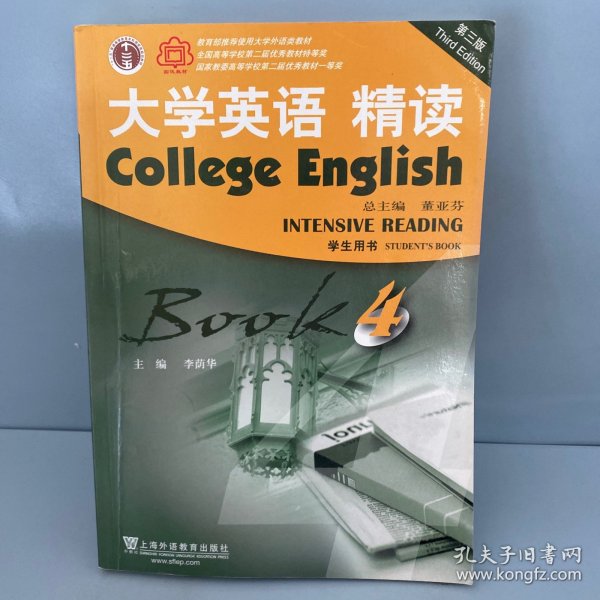 教育部推荐使用大学外语类教材
全国高等学校第二届优秀教材特等奖
国家教委高等学校第二届优秀教材一等奖
第三版
Third Edition
大学英语 精读
College English
总主编 董亚芬
INTENSIVE READING
学生用书 STUDENT'S BOOK
Book 4
主编 李荫华
上海外语教育出版社
SHANGHAI FOREIGN LANGUAGE EDUCATION PRESS
www.sflep.com
孔夫子旧书网
www.kongfz.com